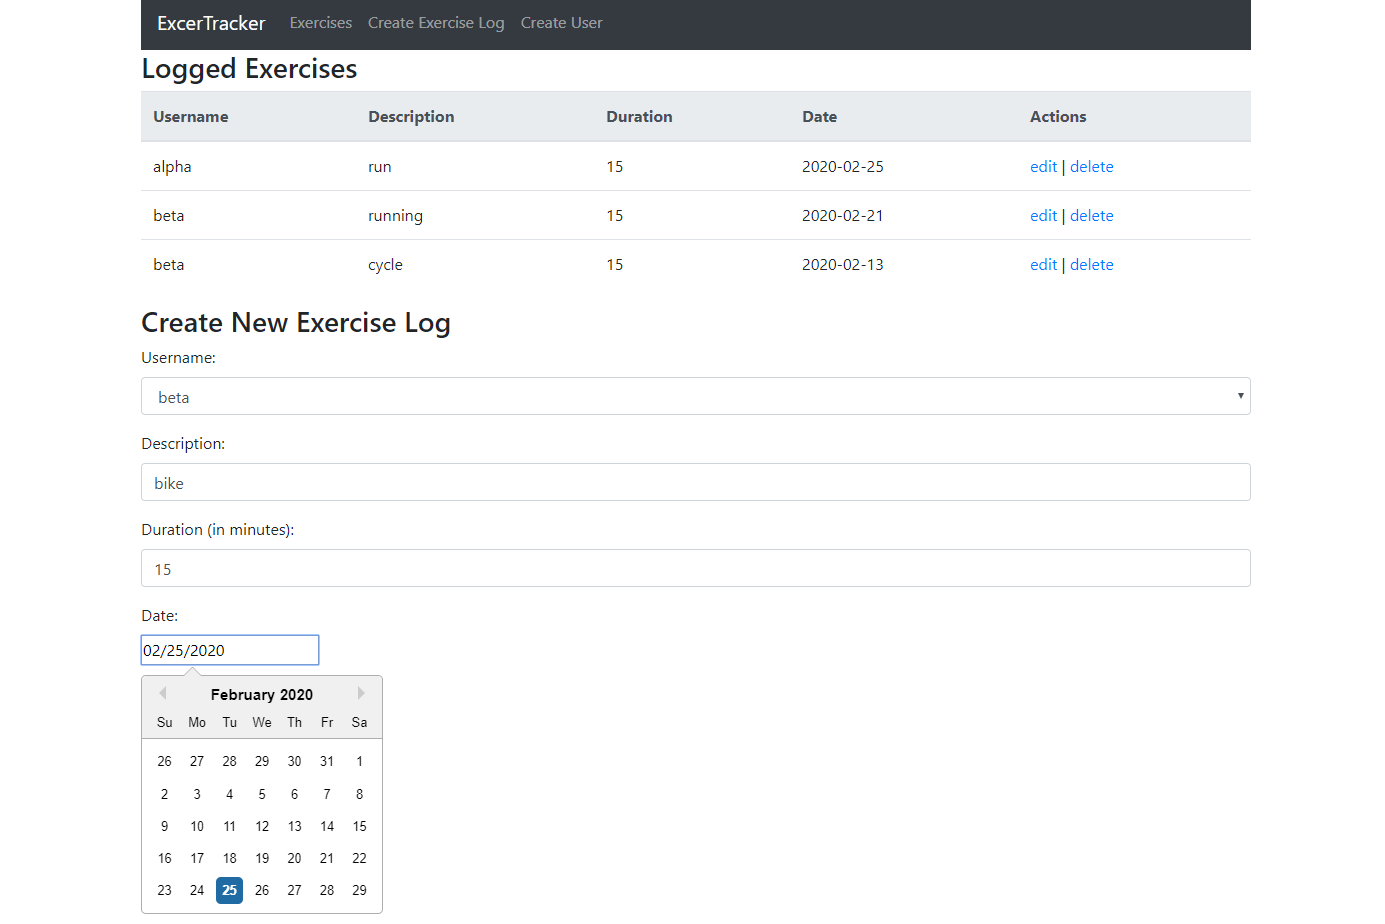 ExcerTracker Exercises Create Exercise Log Create User
Logged Exercises
Username Description Duration Date Actions
alpha run 15 2020-02-25 edit | delete
beta running 15 2020-02-21 edit | delete
beta cycle 15 2020-02-13 edit | delete
Create New Exercise Log
Username:
beta
Description:
bike
Duration (in minutes):
15
Date:
02/25/2020
February 2020
Su Mo Tu We Th Fr Sa
26 27 28 29 30 31 1
2 3 4 5 6 7 8
9 10 11 12 13 14 15
16 17 18 19 20 21 22
23 24 25 26 27 28 29